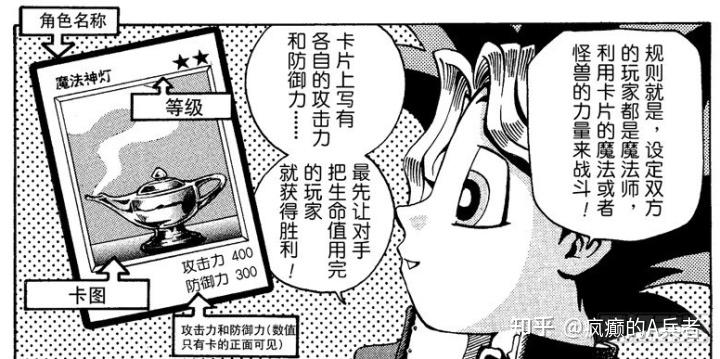 规则就是，设定双方
的玩家都是魔法师，
利用卡片的魔法或者
怪兽的力量来战斗！
卡片上写有
各自的攻击力
和防御力……
最先让对手
把生命值用完
的玩家
就获得胜利！
角色名称
魔法神灯
等级
攻击力 400
防御力 300
卡图
攻击力和防御力(数值
只有卡的正面可见)
知乎 @疯癫的A兵者